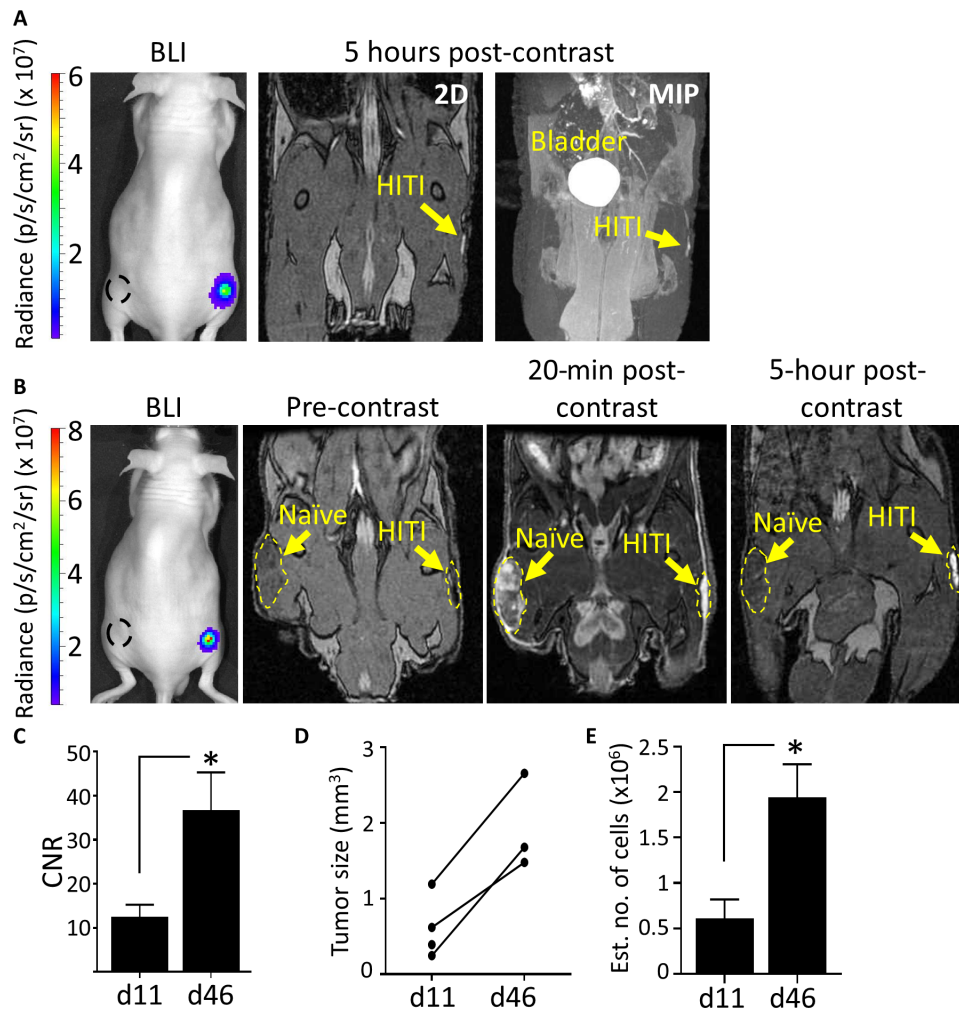 A
BLI
5 hours post-contrast
Radiance (p/s/cm²/sr) (x 10⁷)
6
4
2
2D
HITI
MIP
Bladder
HITI
B
BLI
Pre-contrast
20-min post-
contrast
5-hour post-
contrast
Radiance (p/s/cm²/sr) (x 10⁷)
8
6
4
2
Naïve
HITI
Naïve
HITI
Naïve
HITI
C
CNR
50
40
30
20
10
*
d11 d46
D
Tumor size (mm³)
3
2
1
0
d11 d46
E
Est. no. of cells (x10⁶)
2.5
2
1.5
1
0.5
0
*
d11 d46